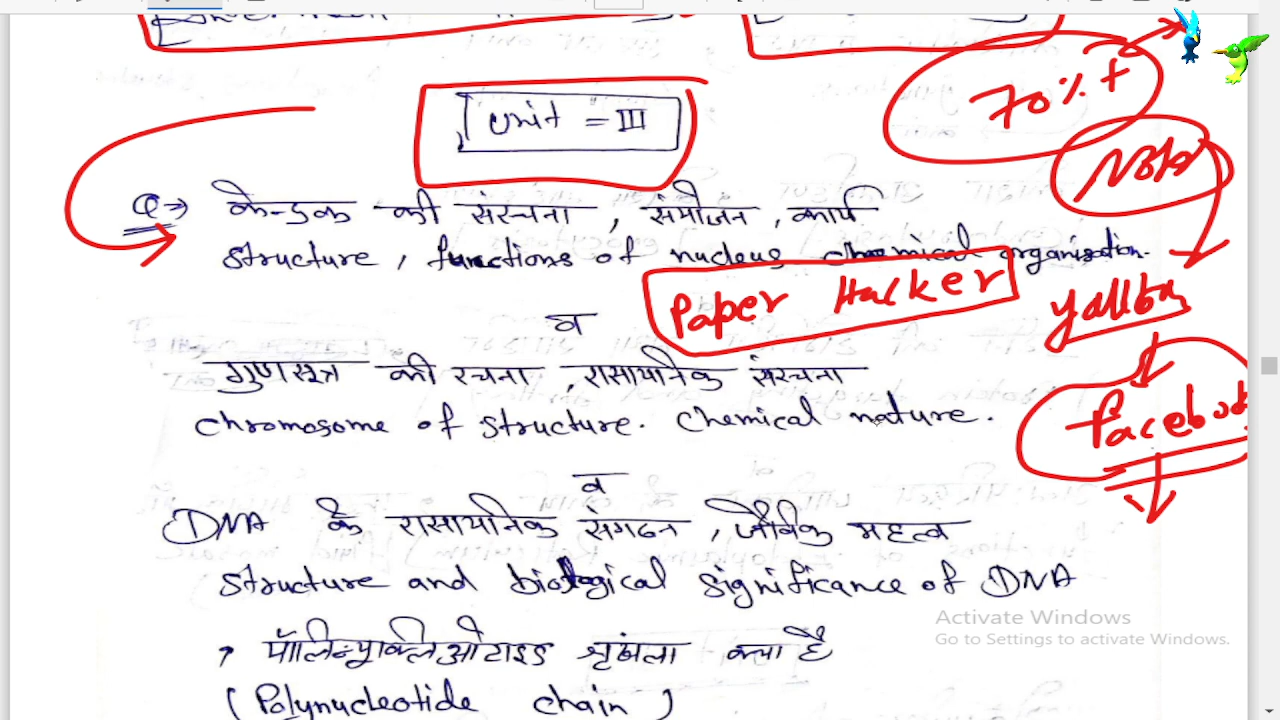 70% +
Unit = III
Notes
Q→ केन्द्रक की संरचना, संयोजन, कार्य
structure, functions of nucleus chemical organisation.
Paper Hacker
व
गुणसूत्र की रचना, रासायनिक संरचना
facebook
chromosome of structure. Chemical nature.
व
DNA के रासायनिक संगठन, जैविक महत्व
structure and biological significance of DNA
Activate Windows
Go to Settings to activate Windows.
, पॉलिन्यूक्लिओटाइड श्रृंखला क्या है
(Polynucleotide chain)